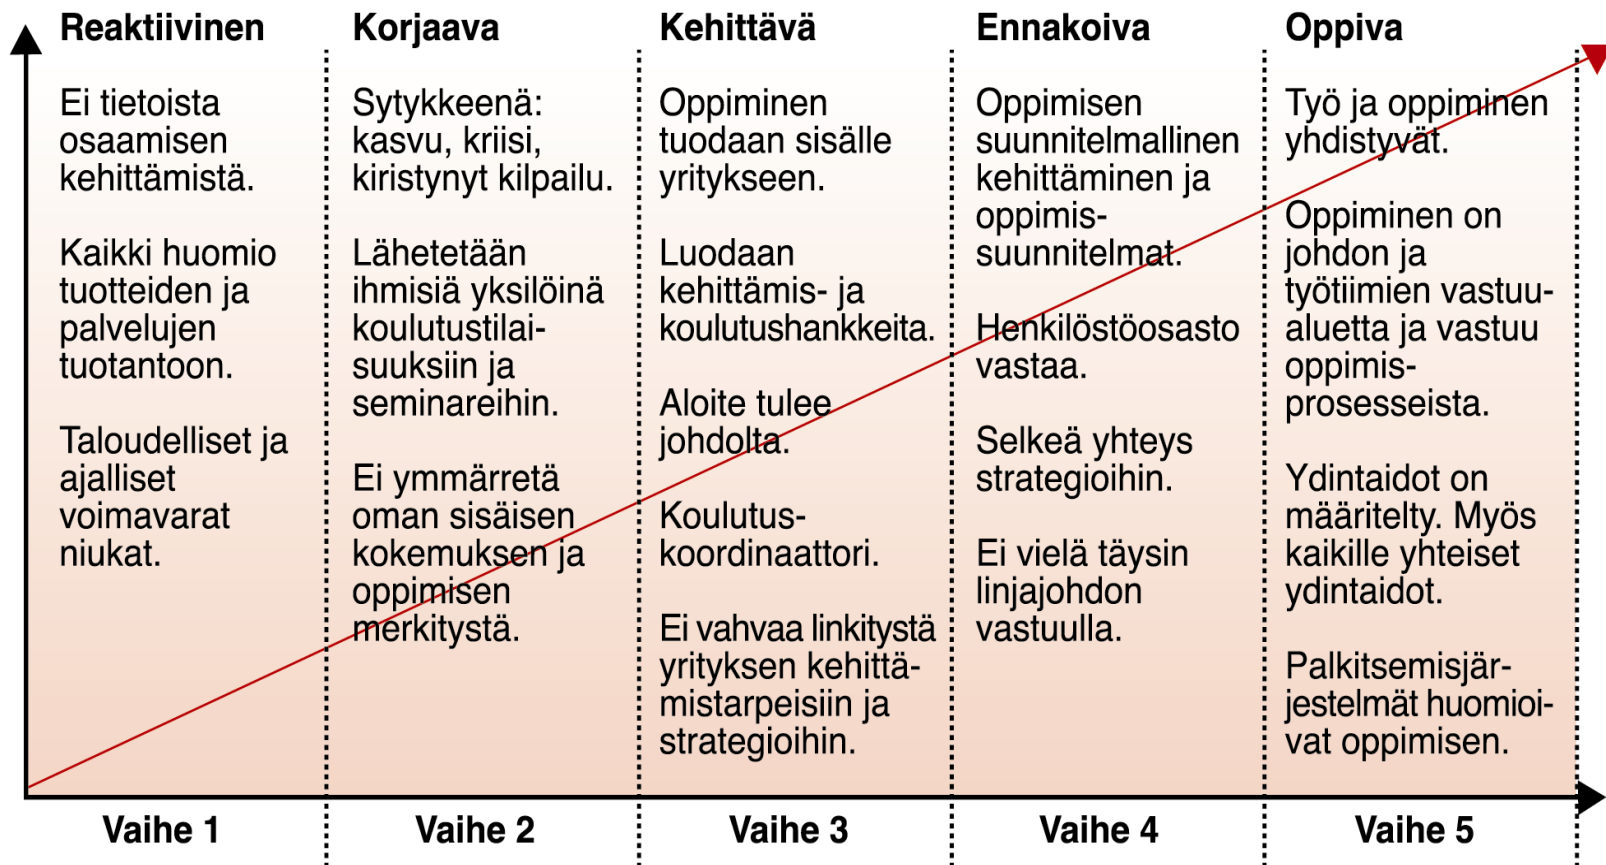 Reaktiivinen
Ei tietoista
osaamisen
kehittämistä.
Kaikki huomio
tuotteiden ja
palvelujen
tuotantoon.
Taloudelliset ja
ajalliset
voimavarat
niukat.
Vaihe 1
Korjaava
Sytykkeenä:
kasvu, kriisi,
kiristynyt kilpailu.
Lähetetään
ihmisiä yksilöinä
koulutustilai-
suuksiin ja
seminareihin.
Ei ymmärretä
oman sisäisen
kokemuksen ja
oppimisen
merkitystä.
Vaihe 2
Kehittävä
Oppiminen
tuodaan sisälle
yritykseen.
Luodaan
kehittämis- ja
koulutushankkeita.
Aloite tulee
johdolta.
Koulutus-
koordinaattori.
Ei vahvaa linkitystä
yrityksen kehittä-
mistarpeisiin ja
strategioihin.
Vaihe 3
Ennakoiva
Oppimisen
suunnitelmallinen
kehittäminen ja
oppimis-
suunnitelmat.
Henkilöstöosasto
vastaa.
Selkeä yhteys
strategioihin.
Ei vielä täysin
linjajohdon
vastuulla.
Vaihe 4
Oppiva
Työ ja oppiminen
yhdistyvät.
Oppiminen on
johdon ja
työtiimien vastuu-
aluetta ja vastuu
oppimis-
prosesseista.
Ydintaidot on
määritelty. Myös
kaikille yhteiset
ydintaidot.
Palkitsemisjär-
jestelmät huomioi-
vat oppimisen.
Vaihe 5